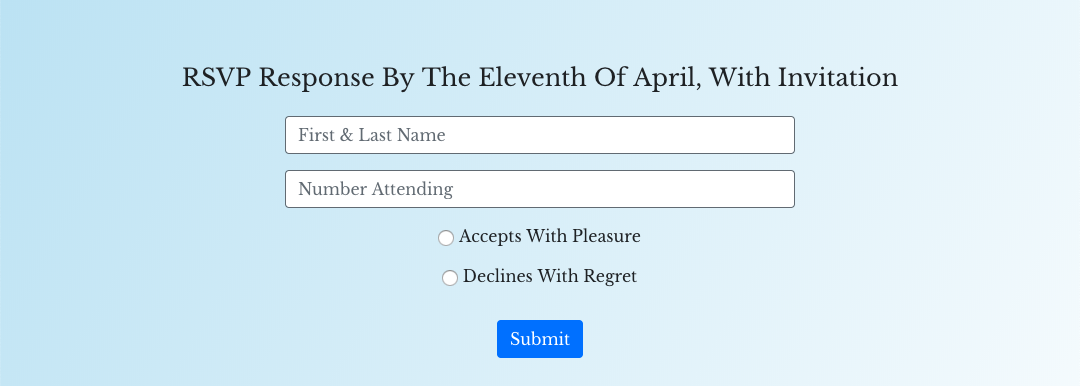 RSVP Response By The Eleventh Of April, With Invitation
First & Last Name
Number Attending
Accepts With Pleasure
Declines With Regret
Submit